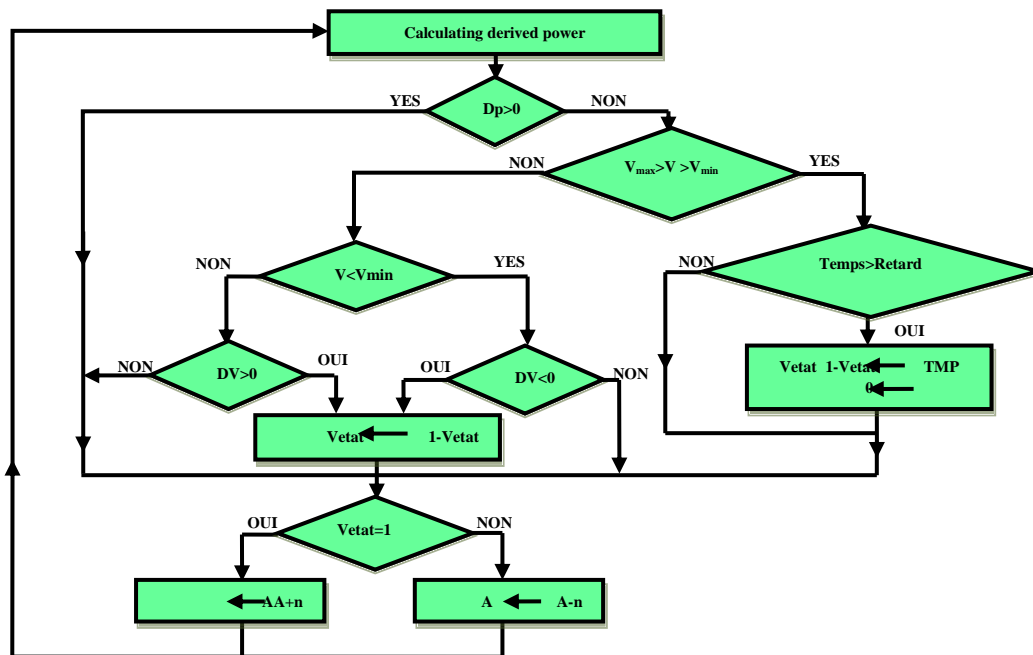 Calculating derived power
YES
Dp>0
NON
NON
Vmax>V >Vmin
YES
NON
V<Vmin
YES
NON
Temps>Retard
OUI
NON
DV>0
OUI
OUI
DV<0
NON
Vetat 1-Vetat TMP
0
Vetat 1-Vetat
OUI
Vetat=1
NON
AA+n
A A-n